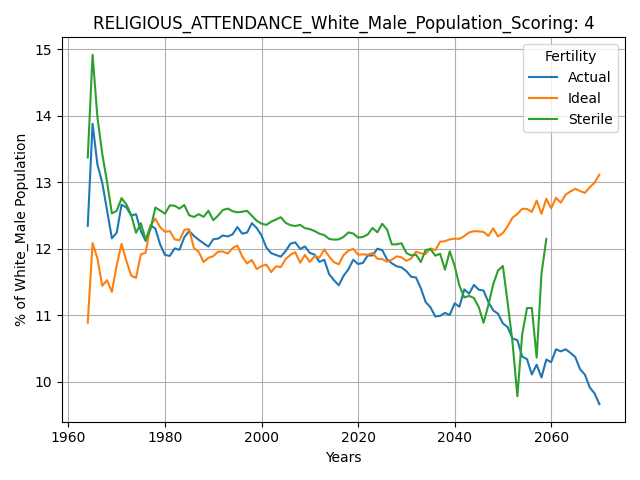 RELIGIOUS_ATTENDANCE_White_Male_Population_Scoring: 4
% of White_Male Population
15
14
13
12
11
10
Fertility
Actual
Ideal
Sterile
1960 1980 2000 2020 2040 2060
Years